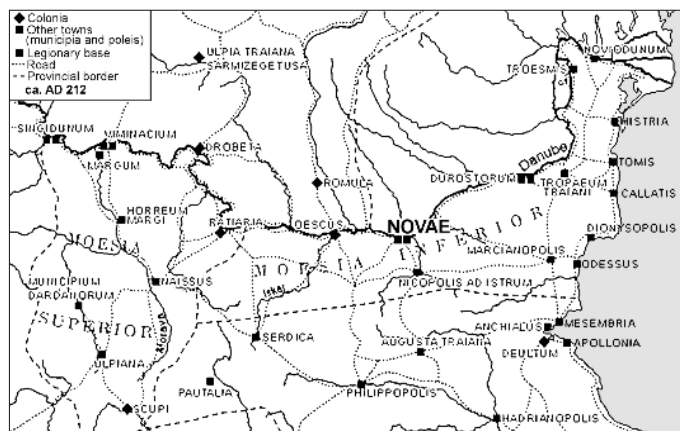 Colonia
Other towns
(municipia and poleis)
Legionary base
Road
Provincial border
ca. AD 212
ULPIA TRAIANA
SARMIZEGETUSA
NOVIODUNUM
TROESMIS
SINGIDUNUM
VIMINACIUM
MARGUM
DROBETA
HISTRIA
Danube
TOMIS
ROMULA
DUROSTORUM
TROPAEUM
TRAIANI
CALLATIS
HORREUM
MARGI
RATIARIA
OESCUS
NOVAE
DIONYSOPOLIS
MOESIA
MOESIA INFERIOR
MARCIANOPOLIS
ODESSUS
MUNICIPIUM
DARDANORUM
NAISSUS
Iskar
NICOPOLIS AD ISTRUM
SUPERIOR
Morava
SERDICA
ANCHIALUS
MESEMBRIA
AUGUSTA TRAIANA
DEULTUM
APOLLONIA
ULPIANA
PAUTALIA
PHILIPPOPOLIS
SCUPI
HADRIANOPOLIS